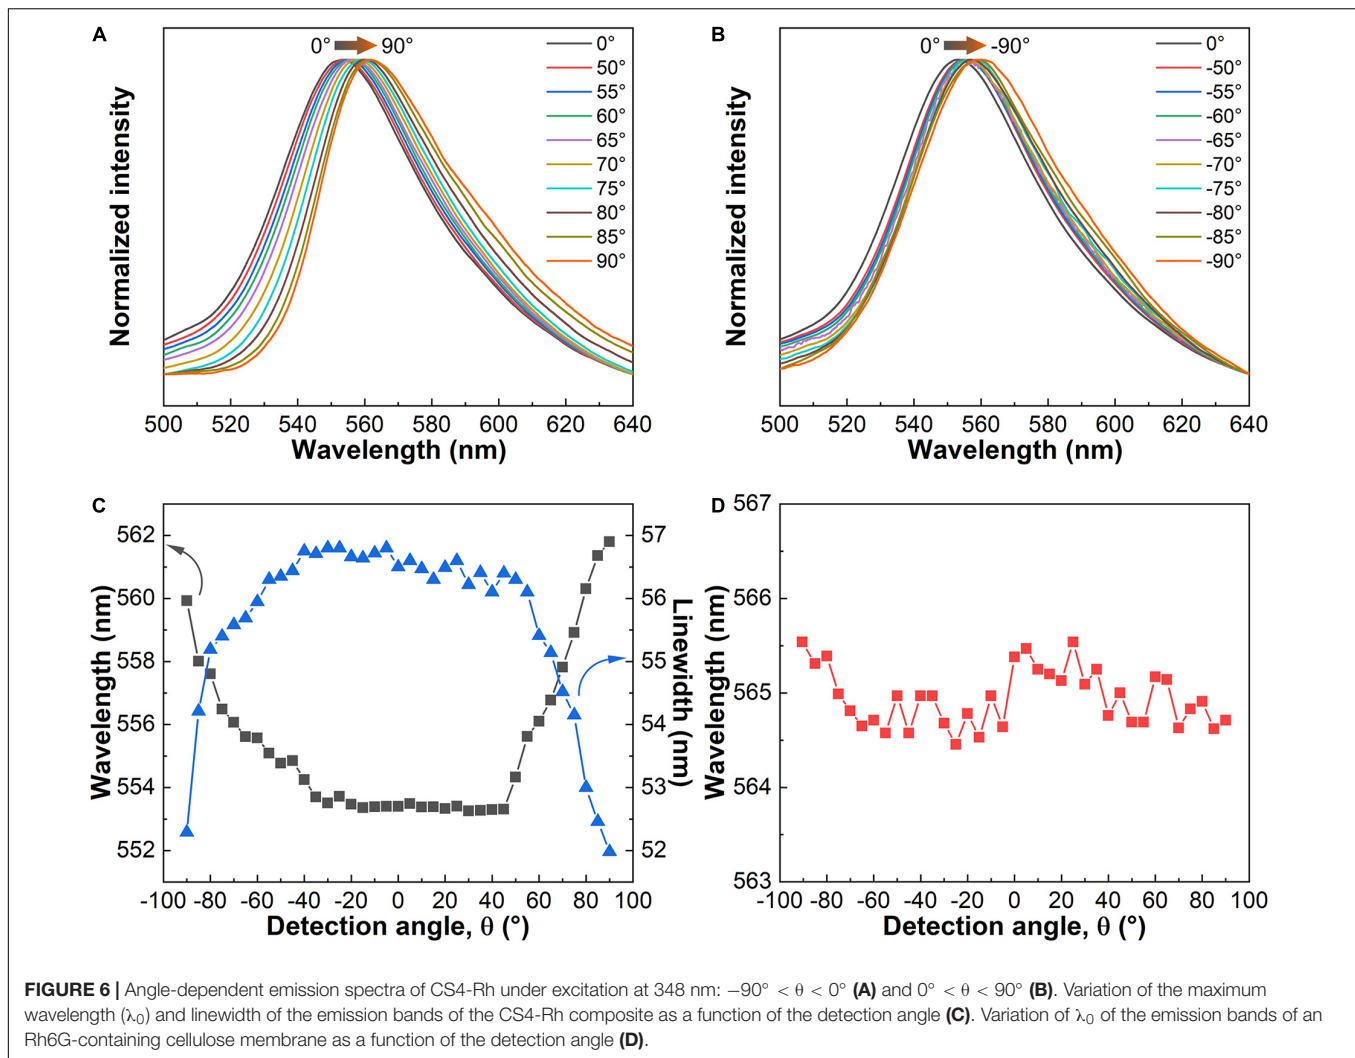 A
0° 90°
0°
50°
55°
60°
65°
70°
75°
80°
85°
90°
Normalized intensity
500 520 540 560 580 600 620 640
Wavelength (nm)
B
0° -90°
0°
-50°
-55°
-60°
-65°
-70°
-75°
-80°
-85°
-90°
Normalized intensity
500 520 540 560 580 600 620 640
Wavelength (nm)
C
562
560
558
556
554
552
Wavelength (nm)
57
56
55
54
53
52
Linewidth (nm)
-100 -80 -60 -40 -20 0 20 40 60 80 100
Detection angle, θ (°)
D
567
566
565
564
563
Wavelength (nm)
-100 -80 -60 -40 -20 0 20 40 60 80 100
Detection angle, θ (°)
FIGURE 6 | Angle-dependent emission spectra of CS4-Rh under excitation at 348 nm: −90° < θ < 0° (A) and 0° < θ < 90° (B). Variation of the maximum
wavelength (λ₀) and linewidth of the emission bands of the CS4-Rh composite as a function of the detection angle (C). Variation of λ₀ of the emission bands of an
Rh6G-containing cellulose membrane as a function of the detection angle (D).